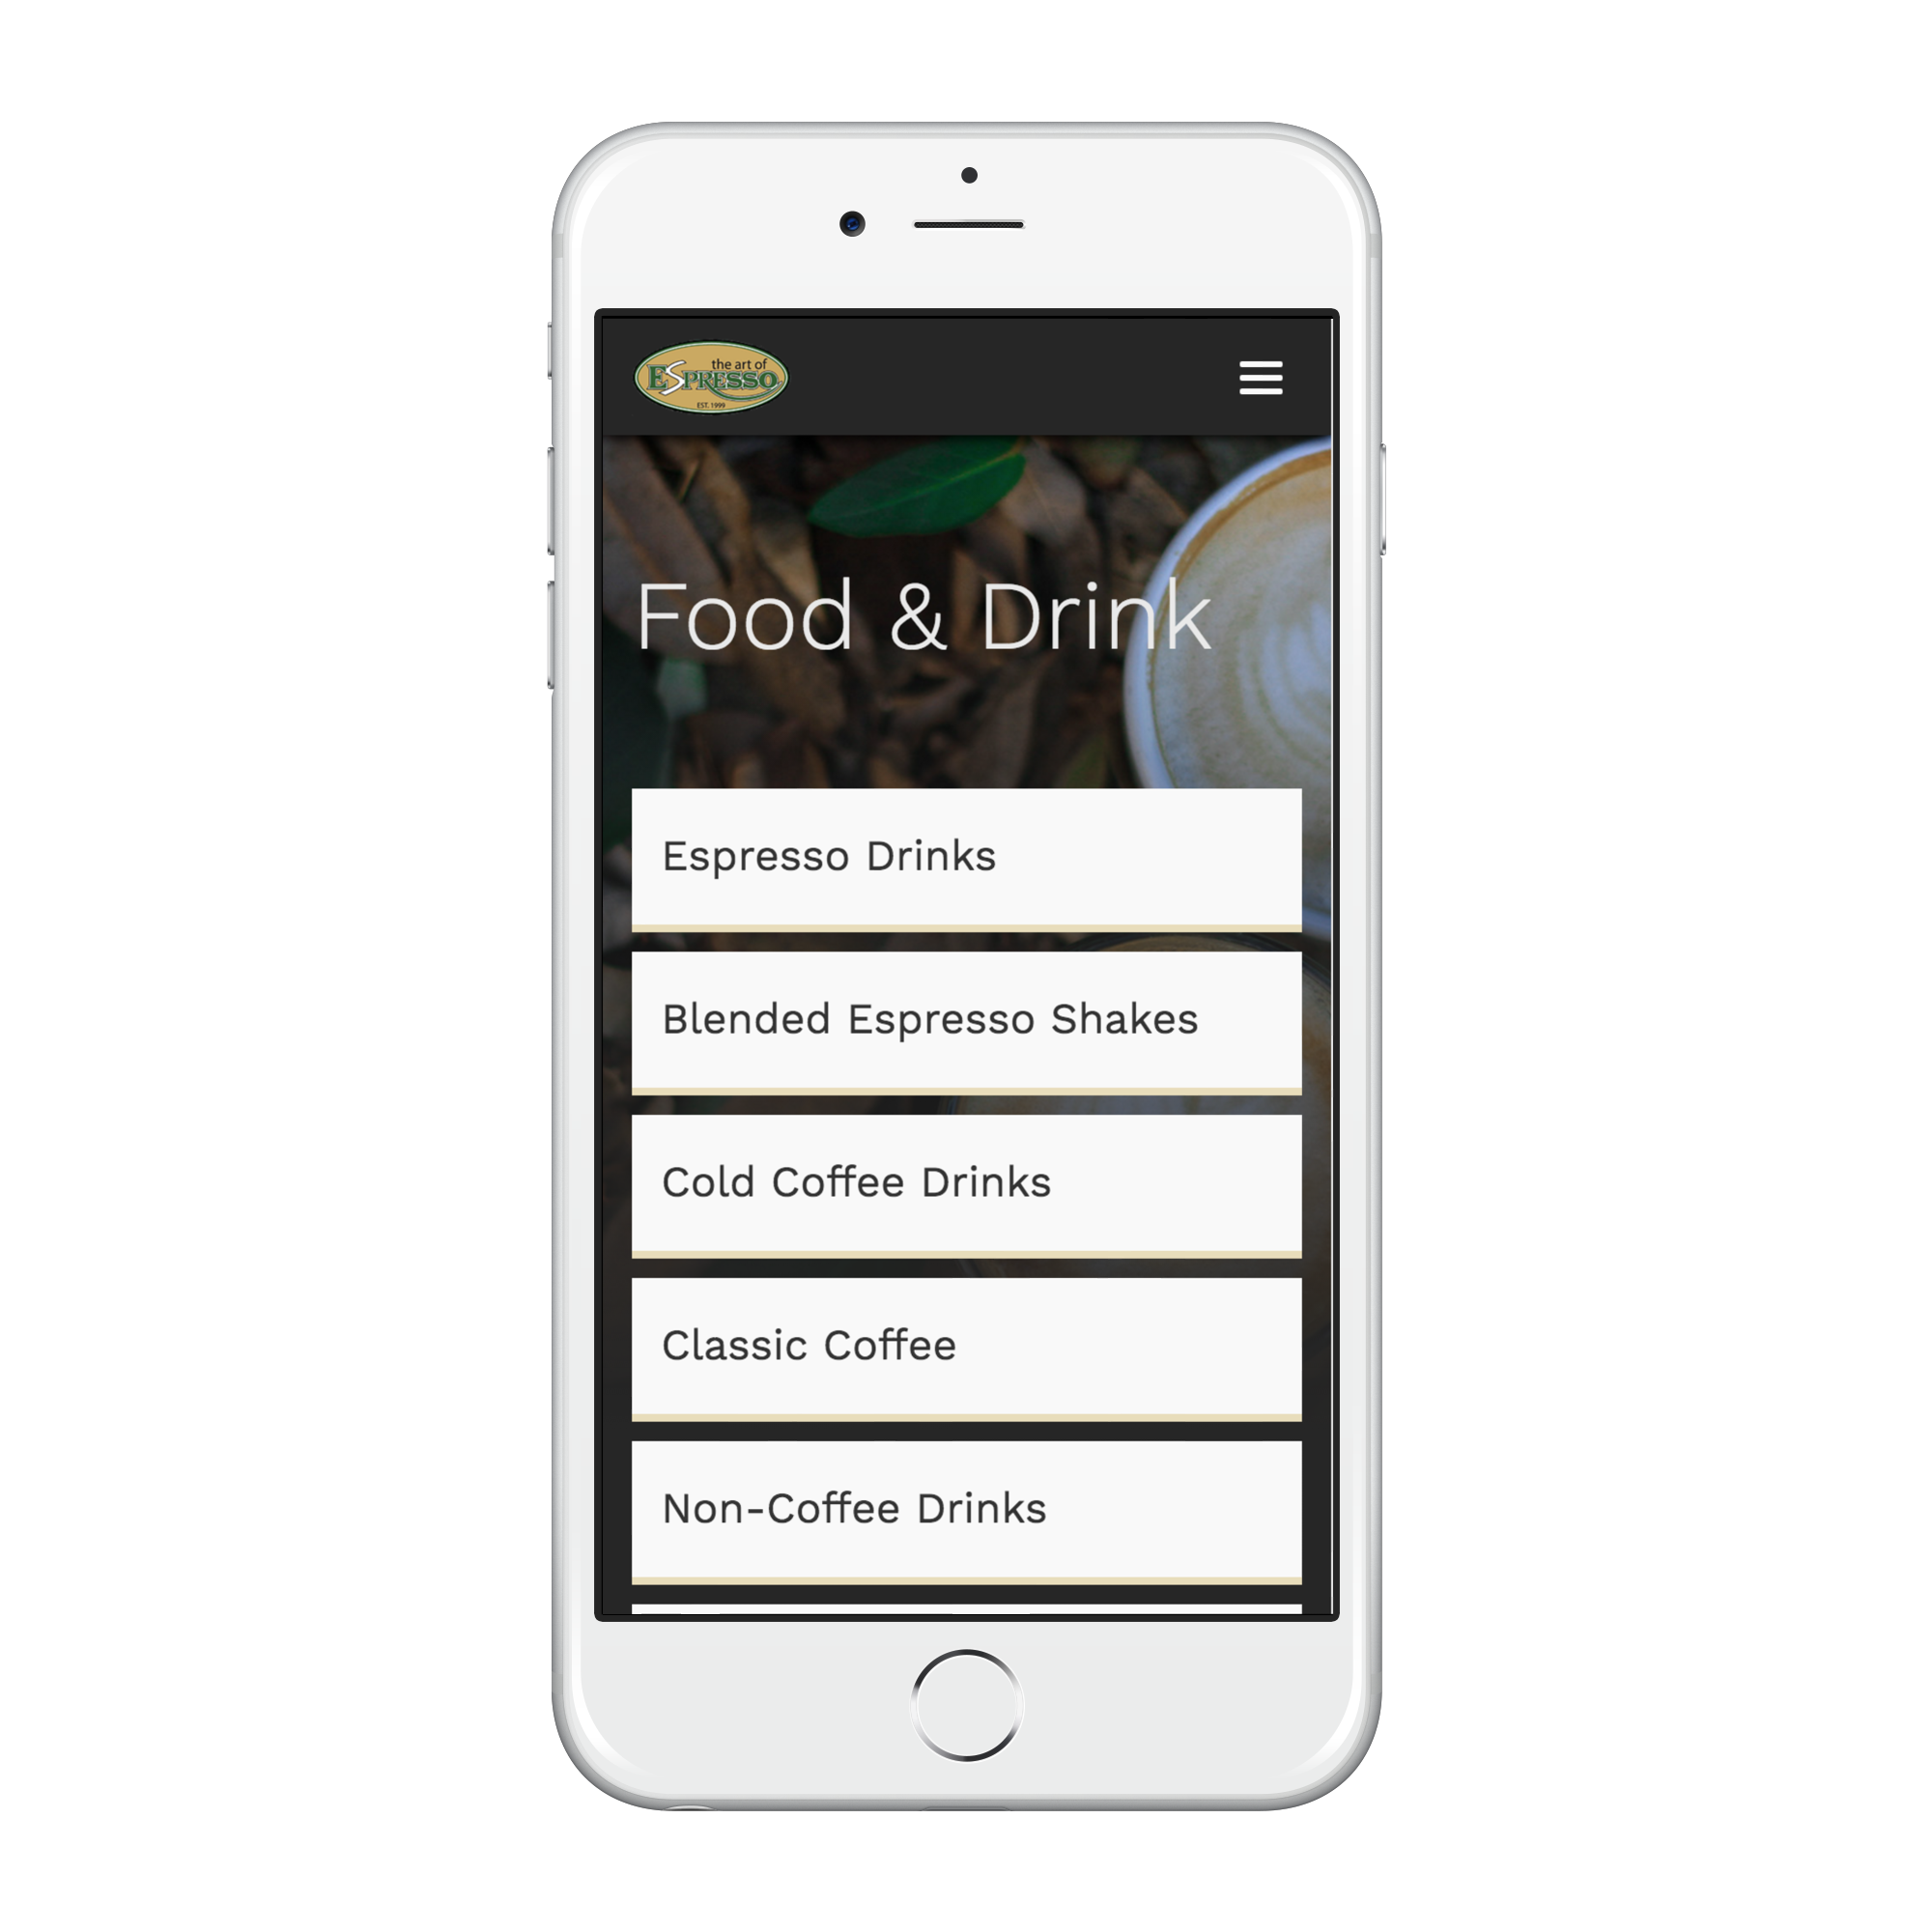 the art of
ESPRESSO
EST. 1999
Food & Drink
Espresso Drinks
Blended Espresso Shakes
Cold Coffee Drinks
Classic Coffee
Non-Coffee Drinks